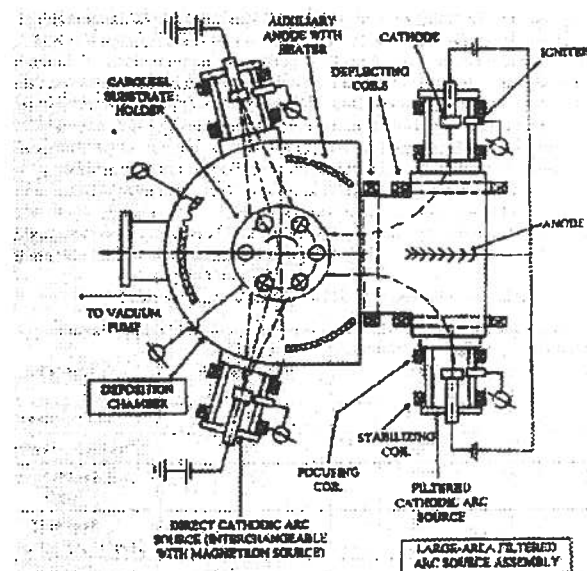 AUXILIARY
ANODE WITH
HEATER
CATHODE
IGNITER
CAROUSEL
SUBSTRATE
HOLDER
DEFLECTING
COILS
ANODE
TO VACUUM
PUMP
DEPOSITION
CHAMBER
STABILIZING
COIL
FOCUSING
COIL
FILTERED
CATHODIC ARC
SOURCE
DIRECT CATHODIC ARC
SOURCE (INTERCHANGEABLE
WITH MAGNETRON SOURCE)
LARGE-AREA FILTERED
ARC SOURCE ASSEMBLY